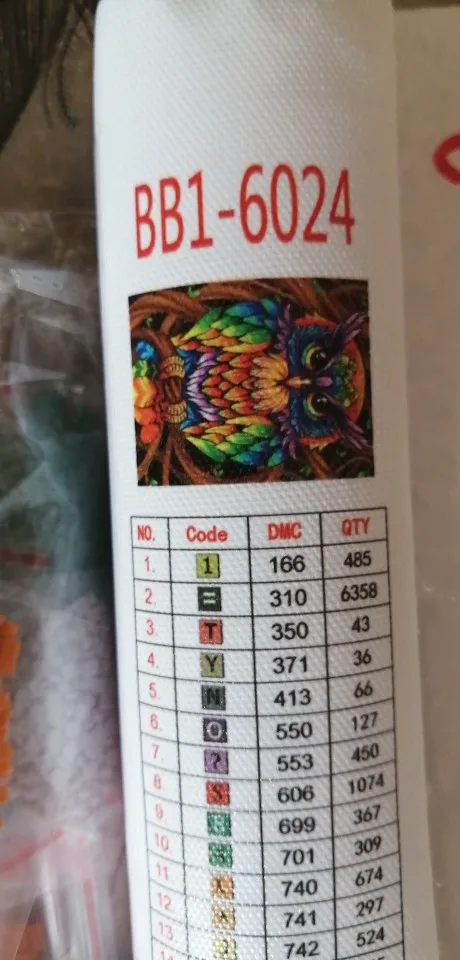 BB1-6024
NO. Code DMC QTY
1. 1 166 485
2. = 310 6358
3. T 350 43
4. Y 371 36
5. N 413 66
6. O 550 127
7. ? 553 450
8. S 606 1074
9. 699 367
10. 701 309
11. 740 674
12. 741 297
13. 742 524